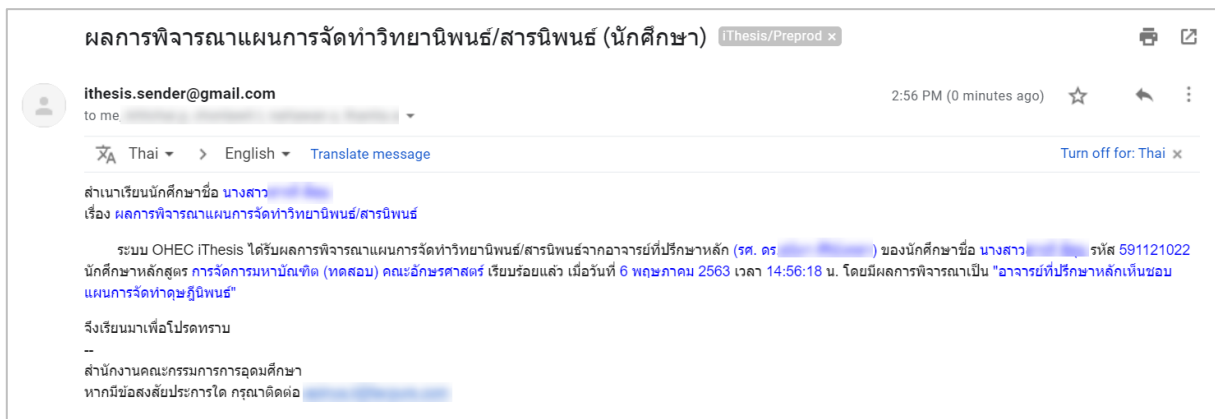 ผลการพิจารณาแผนการจัดทำวิทยานิพนธ์/สารนิพนธ์ (นักศึกษา) iThesis/Preprod ×
ithesis.sender@gmail.com 2:56 PM (0 minutes ago)
to me
Thai > English Translate message Turn off for: Thai ×
สำเนาเรียนนักศึกษาชื่อ นางสาว
เรื่อง ผลการพิจารณาแผนการจัดทำวิทยานิพนธ์/สารนิพนธ์
ระบบ OHEC iThesis ได้รับผลการพิจารณาแผนการจัดทำวิทยานิพนธ์/สารนิพนธ์จากอาจารย์ที่ปรึกษาหลัก (รศ. ดร ) ของนักศึกษาชื่อ นางสาว รหัส 591121022
นักศึกษาหลักสูตร การจัดการมหาบัณฑิต (ทดสอบ) คณะอักษรศาสตร์ เรียบร้อยแล้ว เมื่อวันที่ 6 พฤษภาคม 2563 เวลา 14:56:18 น. โดยมีผลการพิจารณาเป็น "อาจารย์ที่ปรึกษาหลักเห็นชอบ
แผนการจัดทำดุษฎีนิพนธ์"
จึงเรียนมาเพื่อโปรดทราบ
--
สำนักงานคณะกรรมการการอุดมศึกษา
หากมีข้อสงสัยประการใด กรุณาติดต่อ